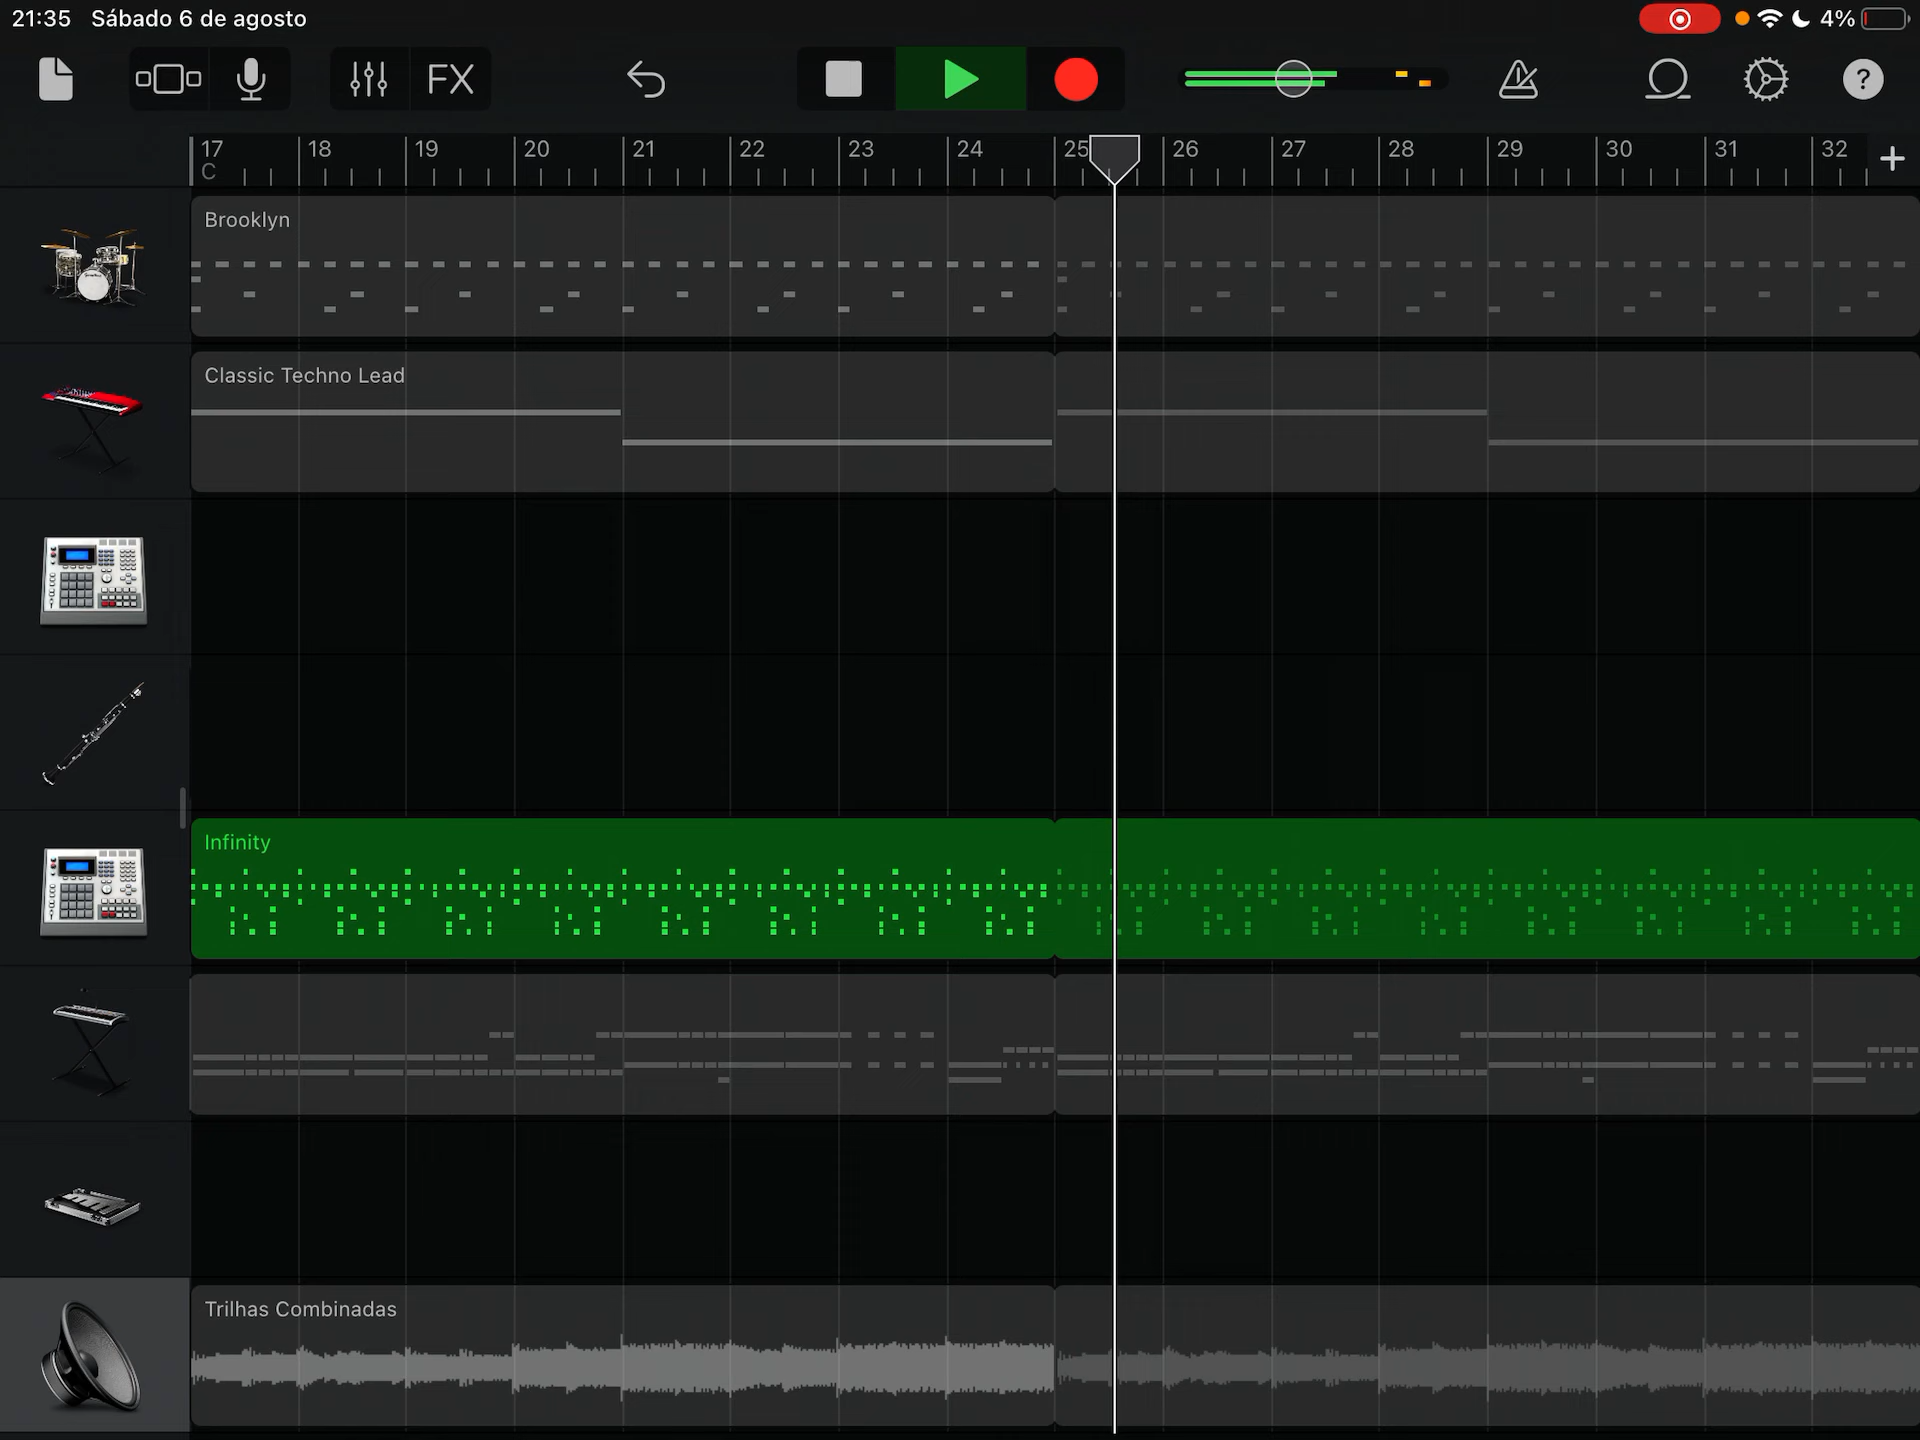 21:35 Sábado 6 de agosto
4%
FX
?
17 18 19 20 21 22 23 24 25 26 27 28 29 30 31 32 +
C
Brooklyn
Classic Techno Lead
Infinity
Trilhas Combinadas